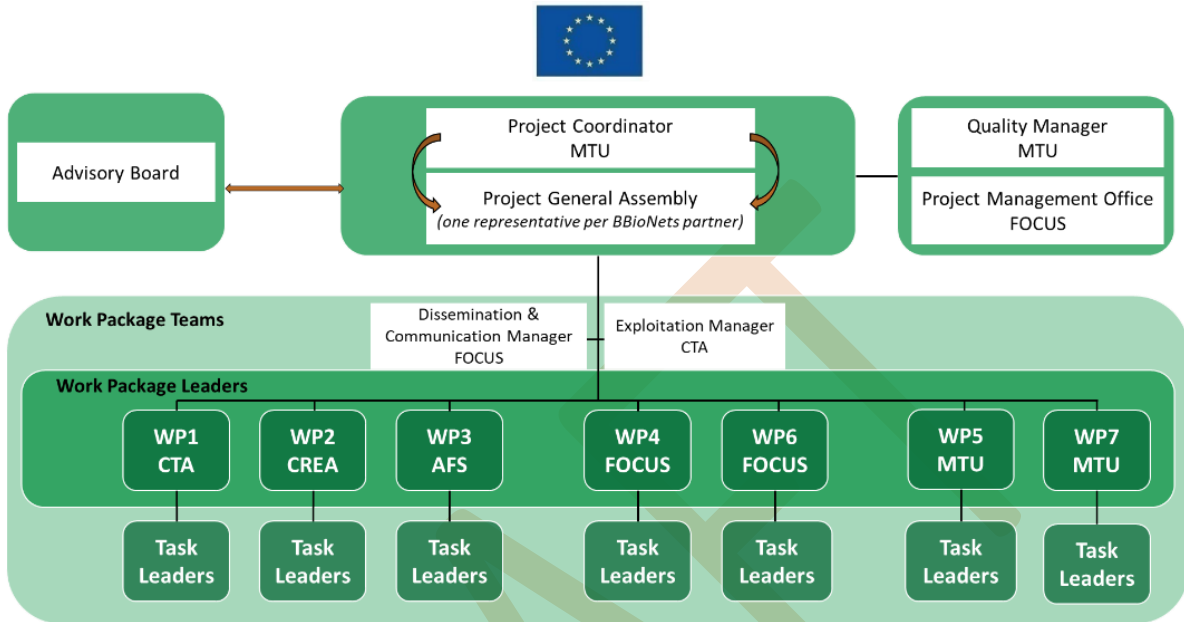 Advisory Board
Project Coordinator
MTU
Project General Assembly
(one representative per BBioNets partner)
Quality Manager
MTU
Project Management Office
FOCUS
Work Package Teams
Dissemination &
Communication Manager
FOCUS
Exploitation Manager
CTA
Work Package Leaders
WP1
CTA
WP2
CREA
WP3
AFS
WP4
FOCUS
WP6
FOCUS
WP5
MTU
WP7
MTU
Task
Leaders
Task
Leaders
Task
Leaders
Task
Leaders
Task
Leaders
Task
Leaders
Task
Leaders